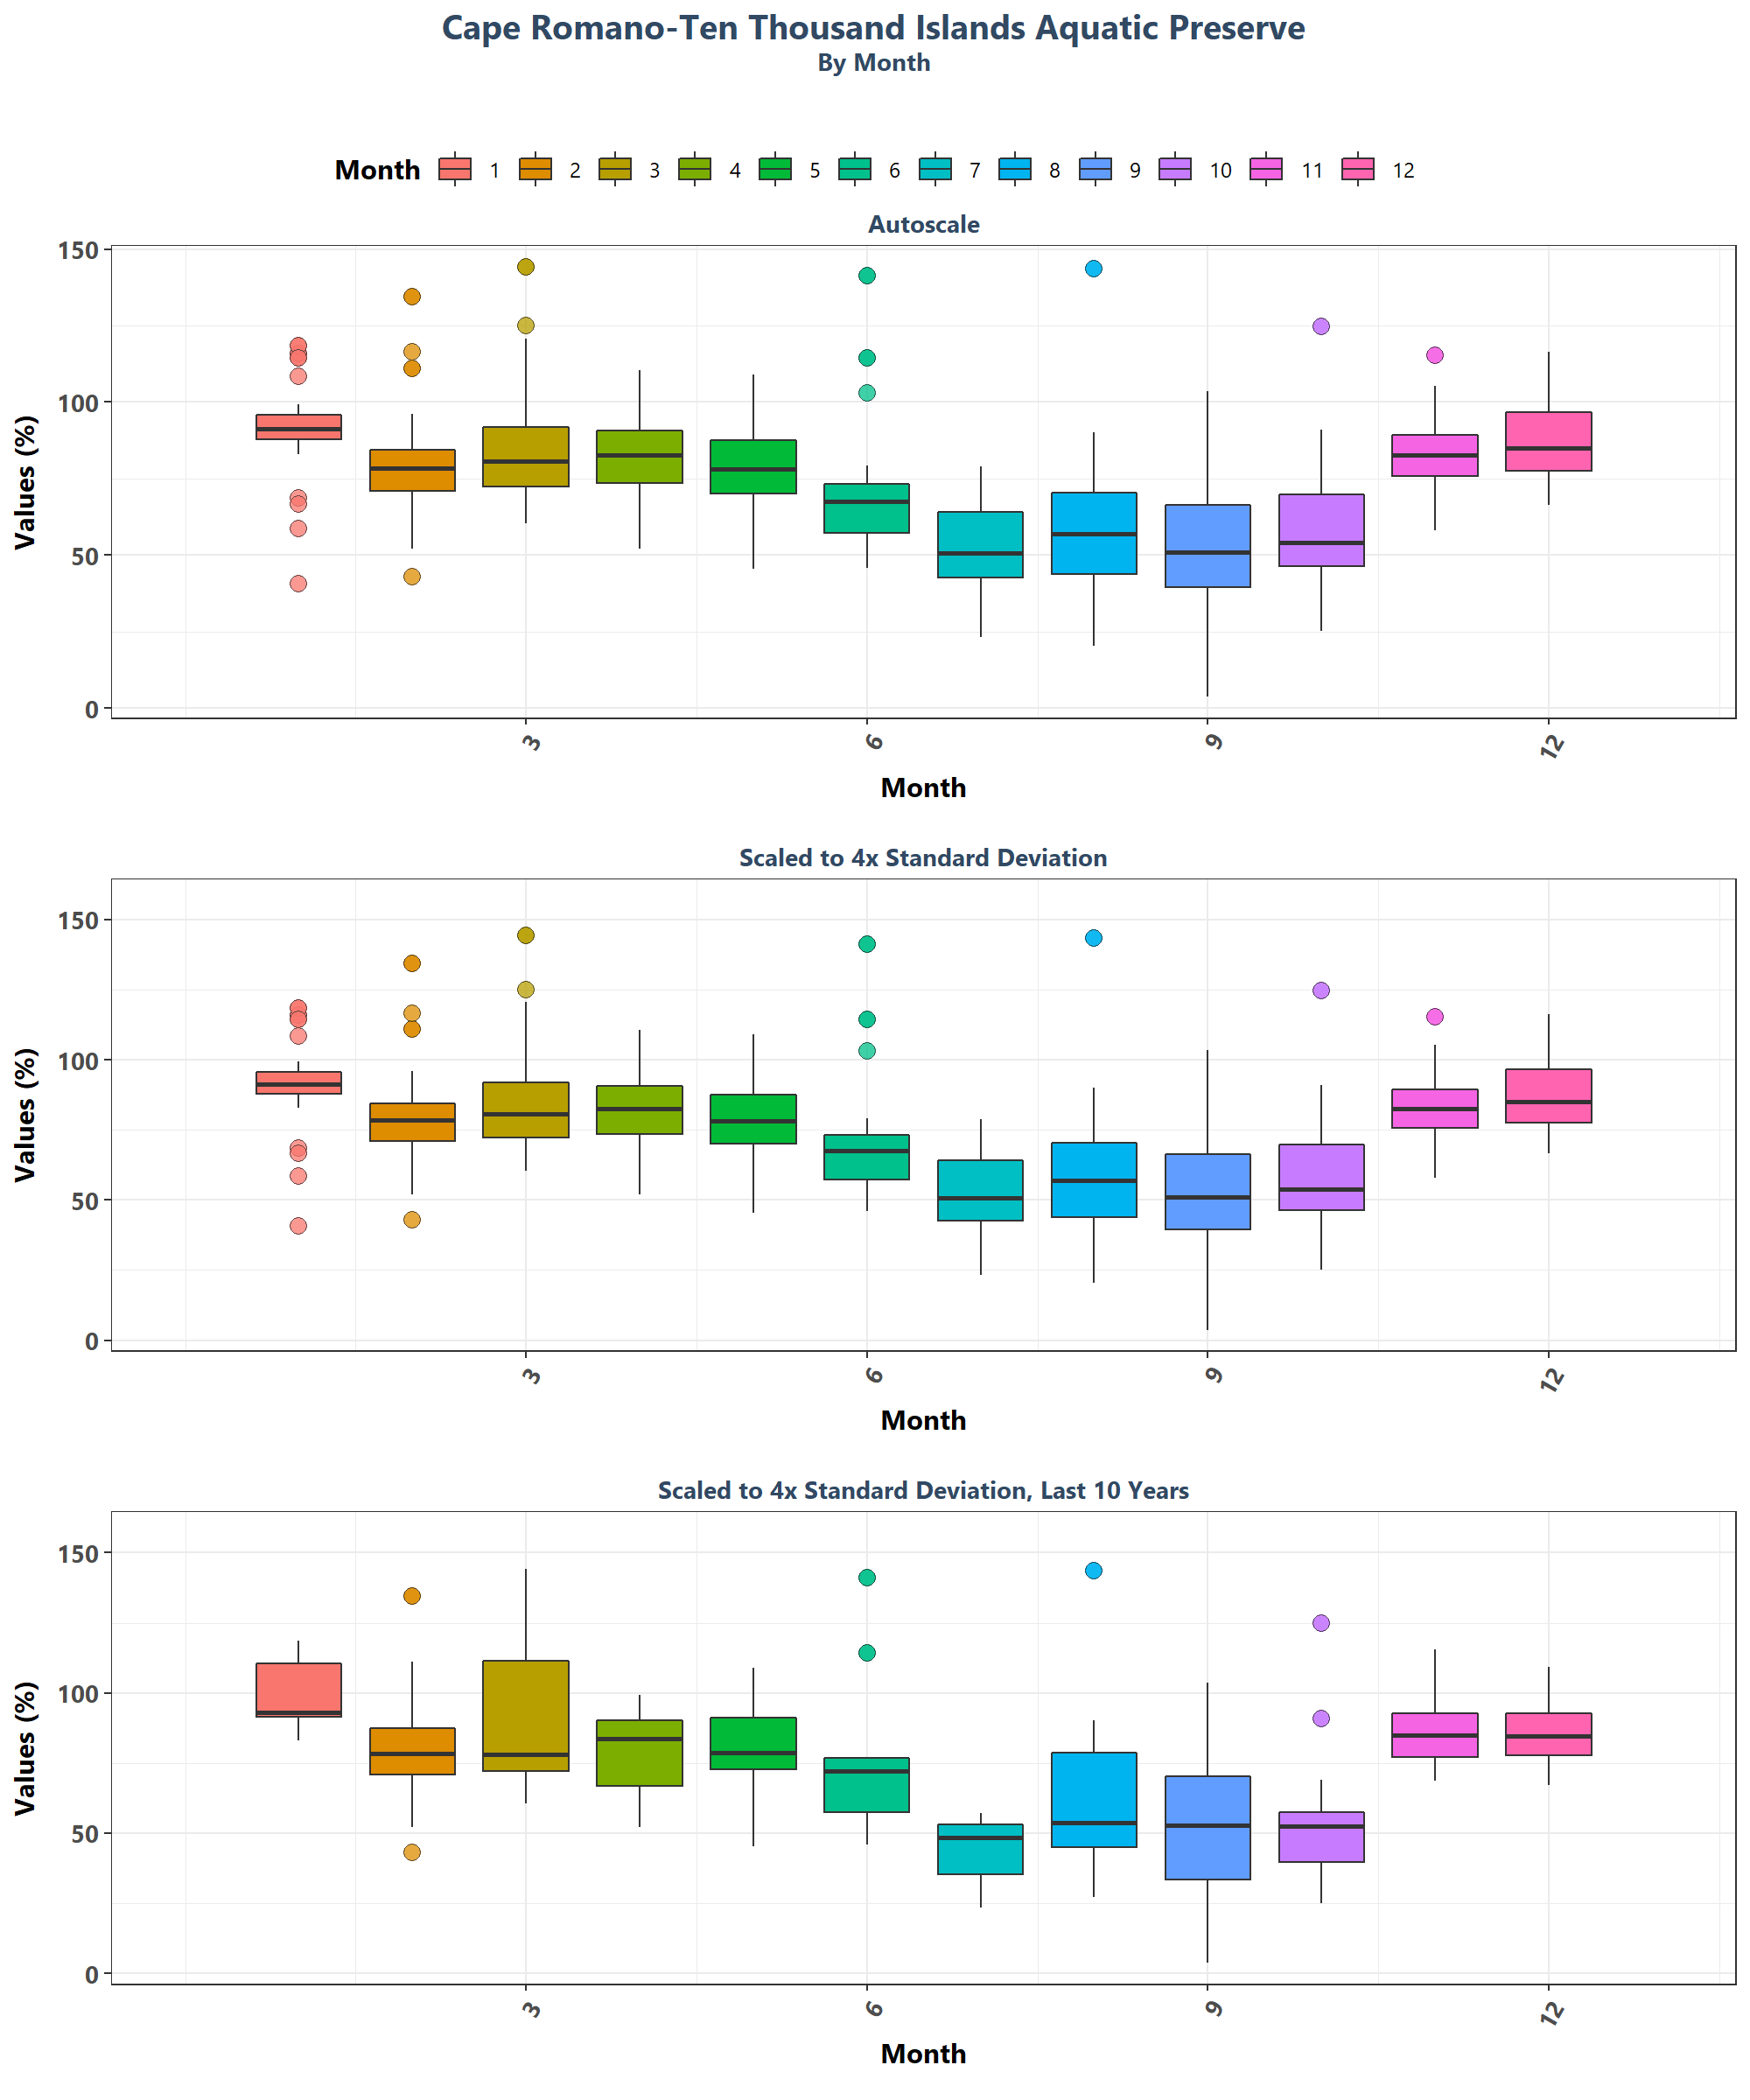 Cape Romano-Ten Thousand Islands Aquatic Preserve
By Month
Month 1 2 3 4 5 6 7 8 9 10 11 12
Autoscale
Values (%)
150
100
50
0
3 6 9 12
Month
Scaled to 4x Standard Deviation
Values (%)
150
100
50
0
3 6 9 12
Month
Scaled to 4x Standard Deviation, Last 10 Years
Values (%)
150
100
50
0
3 6 9 12
Month